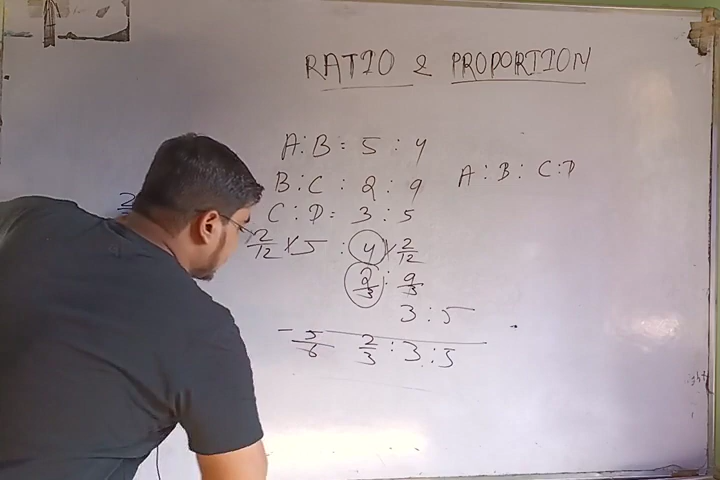 RATIO & PROPORTION
A : B = 5 : 4
B : C : 2 : 9
A : B : C : D
C : D = 3 : 5
2/12 × 5 : 4 × 2/12
2/3 : 9/3
3 : 5
5/6 2/3 : 3 : 5